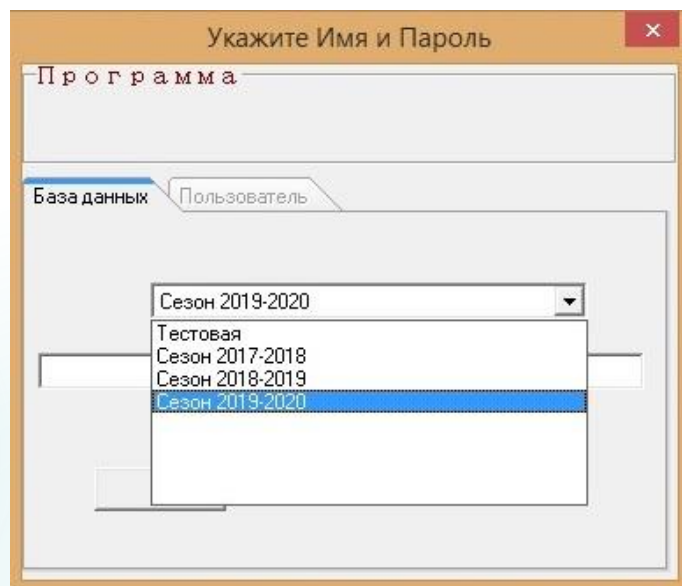 Укажите Имя и Пароль
Программа
База данных
Пользователь
Сезон 2019-2020
Тестовая
Сезон 2017-2018
Сезон 2018-2019
Сезон 2019-2020